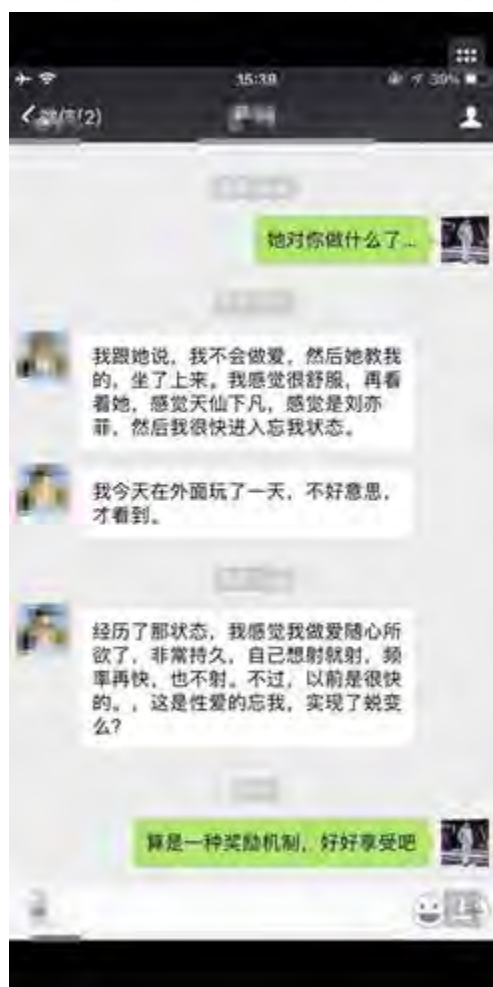 15:39
39%
(2)
她对你做什么了...
我跟她说，我不会做爱，然后她教我
的，坐了上来。我感觉很舒服，再看
着她，感觉天仙下凡，感觉是刘亦
菲，然后我很快进入忘我状态。
我今天在外面玩了一天，不好意思，
才看到。
经历了那状态，我感觉我做爱随心所
欲了，非常持久，自己想射就射，频
率再快，也不射。不过，以前是很快
的。，这是性爱的忘我，实现了蜕变
么？
算是一种奖励机制，好好享受吧